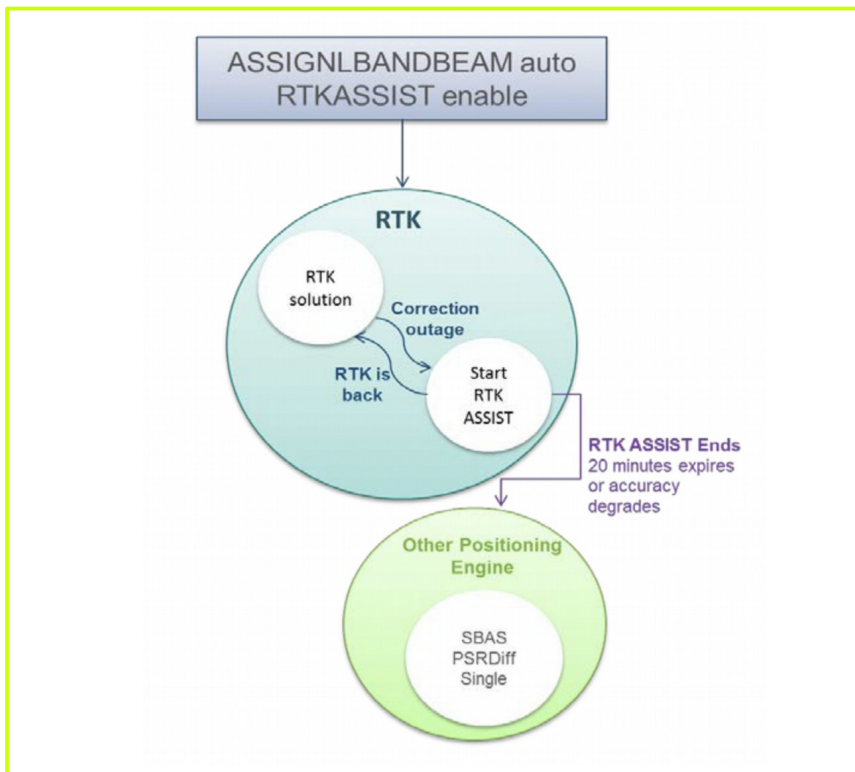 ASSIGNLBANDBEAM auto
RTKASSIST enable
RTK
RTK
solution
Correction
outage
RTK is
back
Start
RTK
ASSIST
RTK ASSIST Ends
20 minutes expires
or accuracy
degrades
Other Positioning
Engine
SBAS
PSRDiff
Single